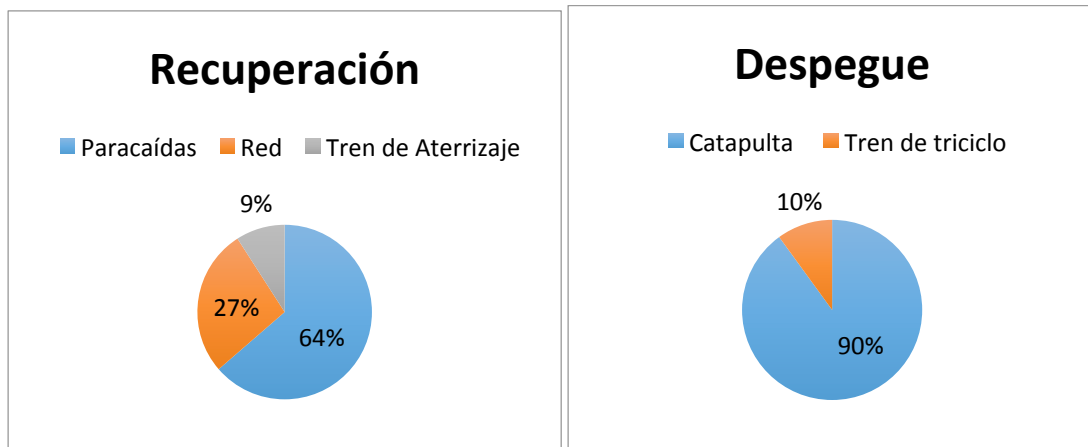 Recuperación
Paracaídas Red Tren de Aterrizaje
9%
27%
64%
Despegue
Catapulta Tren de triciclo
10%
90%